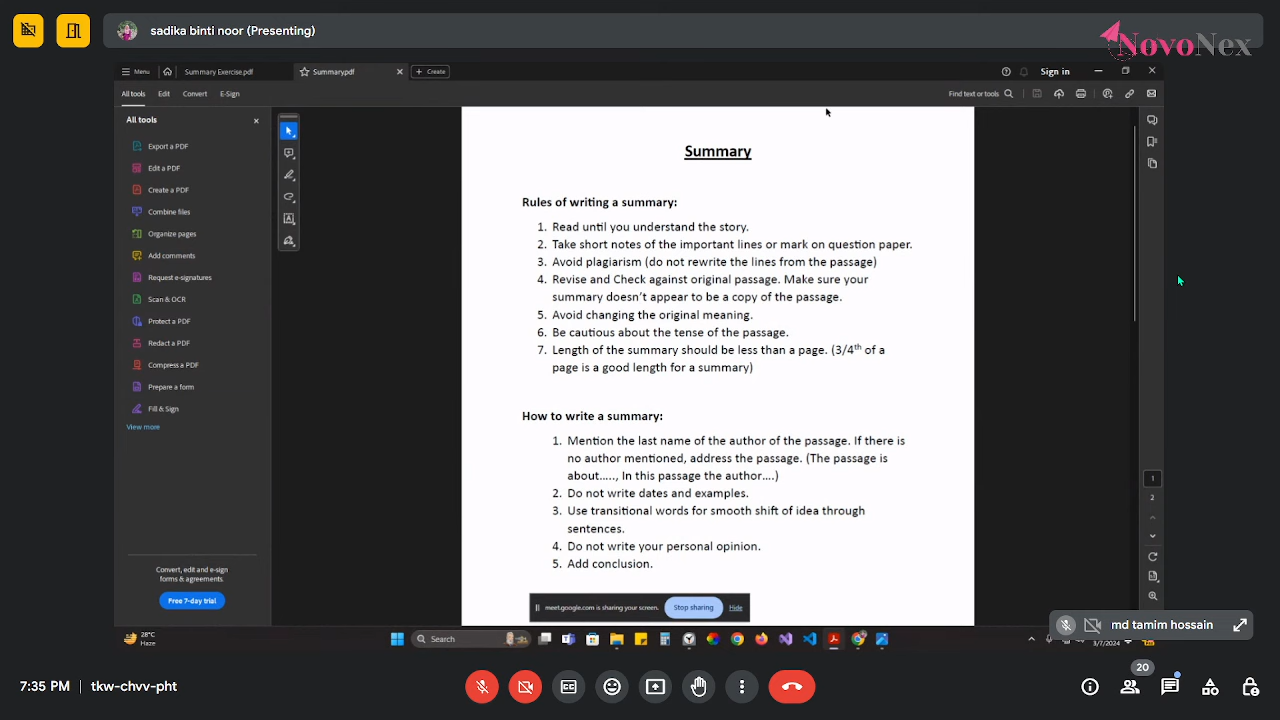 sadika binti noor (Presenting)
NovoNex
Menu
Summary Exercise.pdf
Summary.pdf
Create
Sign in
All tools
Edit
Convert
E-Sign
Find text or tools
All tools
Export a PDF
Edit a PDF
Create a PDF
Combine files
Organize pages
Add comments
Request e-signatures
Scan & OCR
Protect a PDF
Redact a PDF
Compress a PDF
Prepare a form
Fill & Sign
View more
Convert, edit and e-sign
forms & agreements.
Free 7-day trial
Summary
Rules of writing a summary:
1. Read until you understand the story.
2. Take short notes of the important lines or mark on question paper.
3. Avoid plagiarism (do not rewrite the lines from the passage)
4. Revise and Check against original passage. Make sure your
summary doesn't appear to be a copy of the passage.
5. Avoid changing the original meaning.
6. Be cautious about the tense of the passage.
7. Length of the summary should be less than a page. (3/4th of a
page is a good length for a summary)
How to write a summary:
1. Mention the last name of the author of the passage. If there is
no author mentioned, address the passage. (The passage is
about....., In this passage the author....)
2. Do not write dates and examples.
3. Use transitional words for smooth shift of idea through
sentences.
4. Do not write your personal opinion.
5. Add conclusion.
1
2
meet.google.com is sharing your screen.
Stop sharing
Hide
md tamim hossain
28°C
Haze
Search
3/7/2024
7:35 PM
tkw-chvv-pht
20